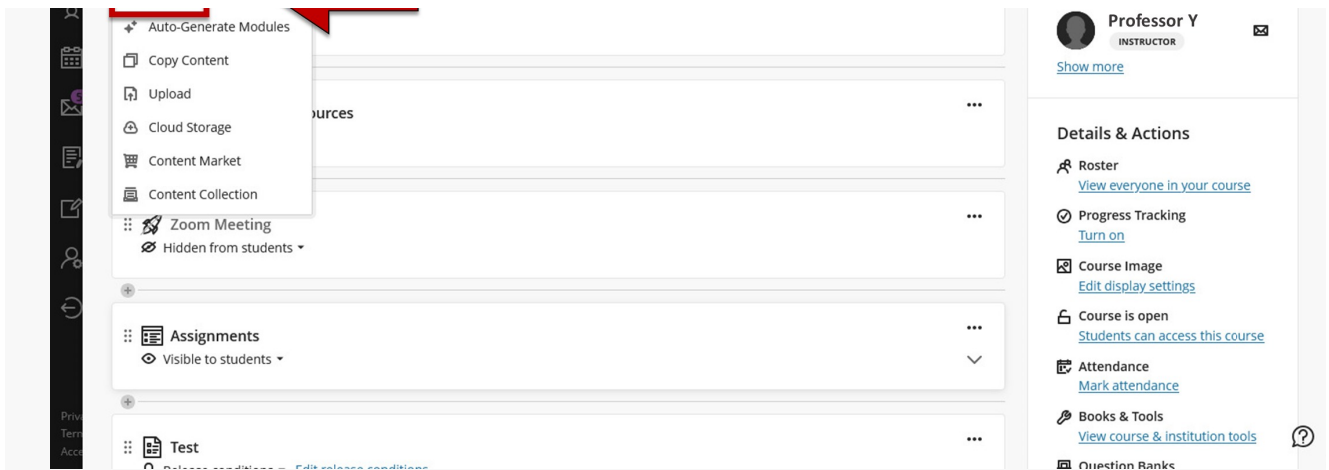 Auto-Generate Modules
Copy Content
Upload
Cloud Storage
Content Market
Content Collection
Zoom Meeting
Hidden from students
Assignments
Visible to students
Test
Edit release conditions
Professor Y
INSTRUCTOR
Show more
Details & Actions
Roster
View everyone in your course
Progress Tracking
Turn on
Course Image
Edit display settings
Course is open
Students can access this course
Attendance
Mark attendance
Books & Tools
View course & institution tools
Question Banks